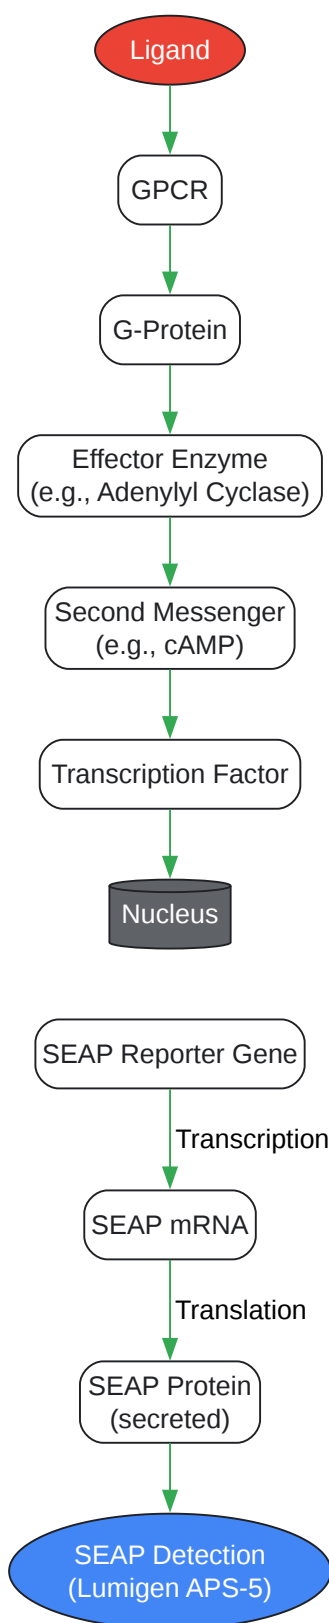 Ligand
GPCR
G-Protein
Effector Enzyme
(e.g., Adenylyl Cyclase)
Second Messenger
(e.g., cAMP)
Transcription Factor
Nucleus
SEAP Reporter Gene
Transcription
SEAP mRNA
Translation
SEAP Protein
(secreted)
SEAP Detection
(Lumigen APS-5)